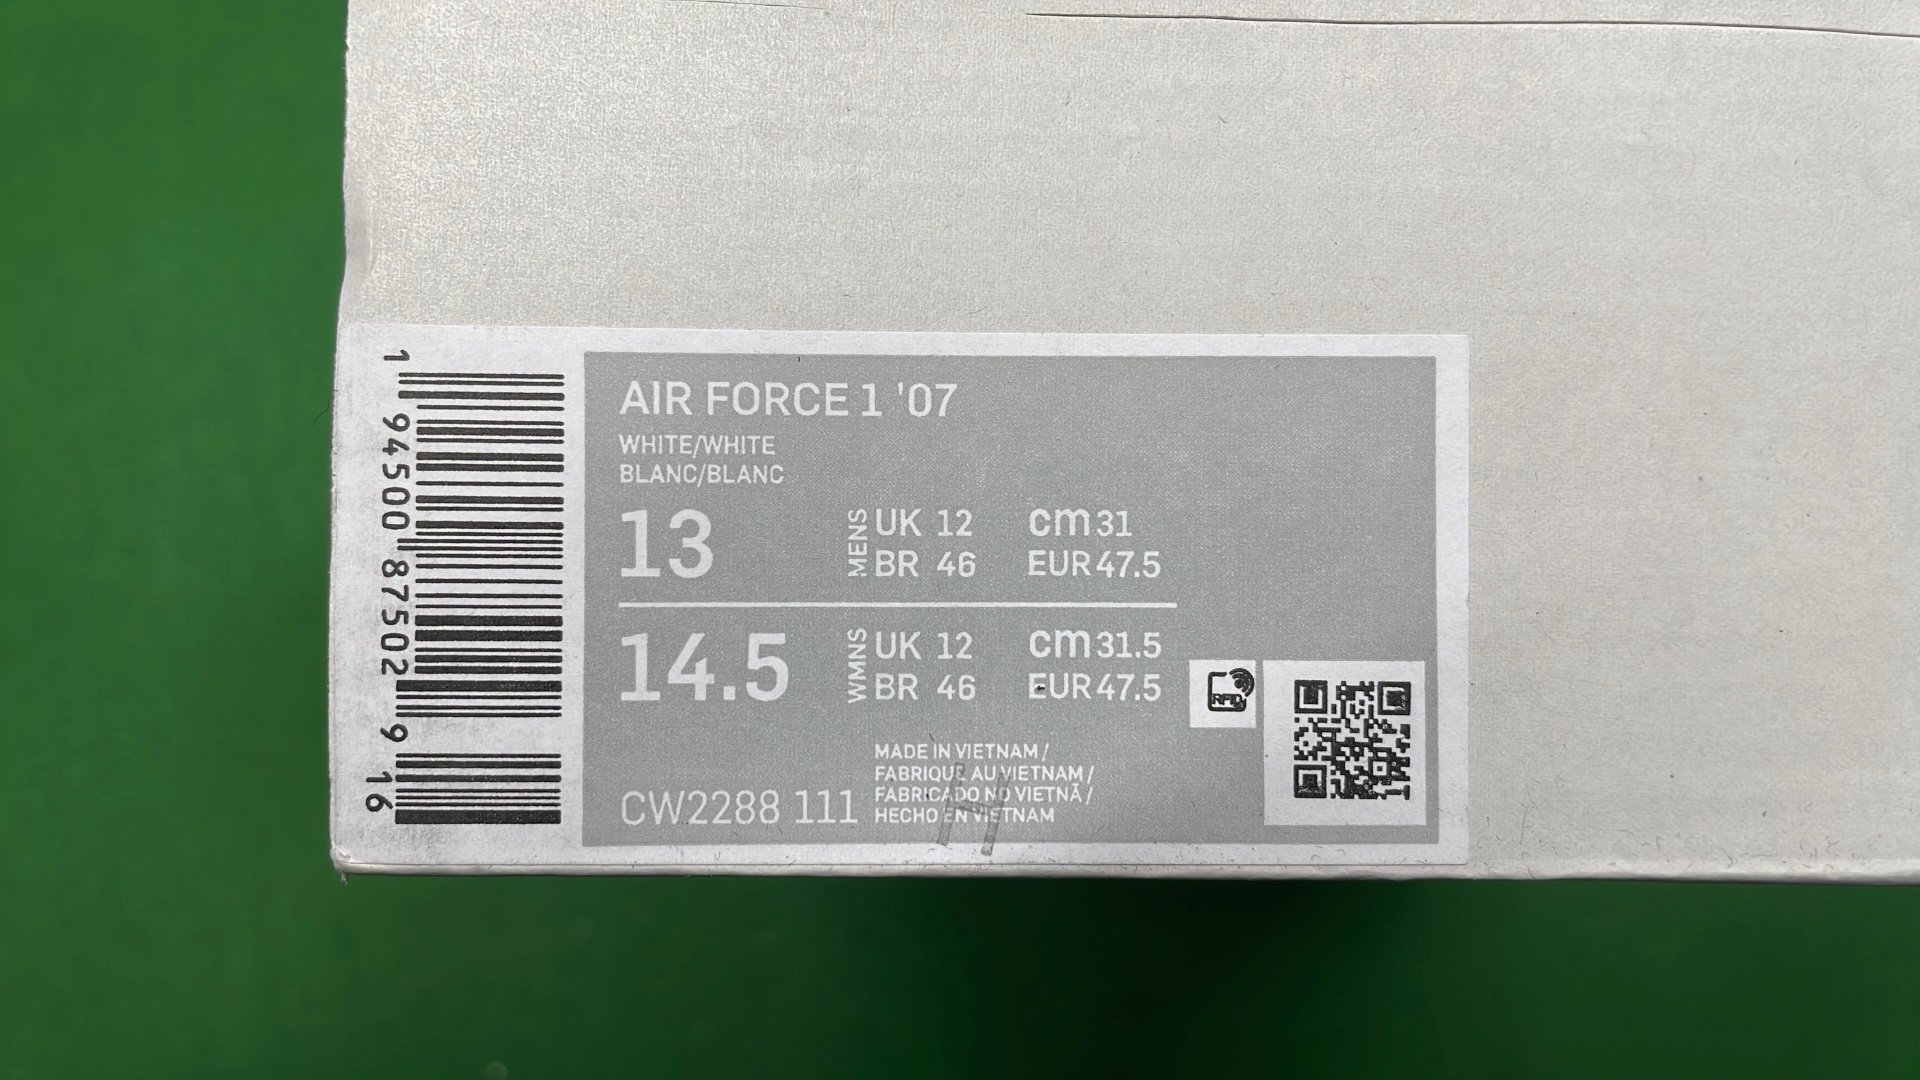 AIR FORCE 1 '07
WHITE/WHITE
BLANC/BLANC
13 MENS UK 12 cm 31
BR 46 EUR 47.5
14.5 WMNS UK 12 cm 31.5
BR 46 EUR 47.5
MADE IN VIETNAM /
FABRIQUÉ AU VIETNAM /
FABRICADO NO VIETNÃ /
HECHO EN VIETNAM
CW2288 111
RFID
H
1 94500 87502 9 16